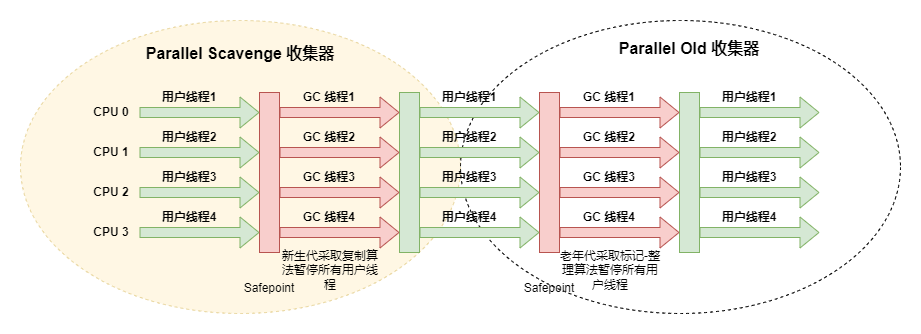 Parallel Scavenge 收集器
Parallel Old 收集器
用户线程1
GC 线程1
用户线程1
GC 线程1
用户线程1
CPU 0
用户线程2
GC 线程2
用户线程2
GC 线程2
用户线程2
CPU 1
用户线程3
GC 线程3
用户线程3
GC 线程3
用户线程3
CPU 2
用户线程4
GC 线程4
用户线程4
GC 线程4
用户线程4
CPU 3
新生代采取复制算
法暂停所有用户线
程
Safepoint
老年代采取标记-整
理算法暂停所有用
户线程
Safepoint